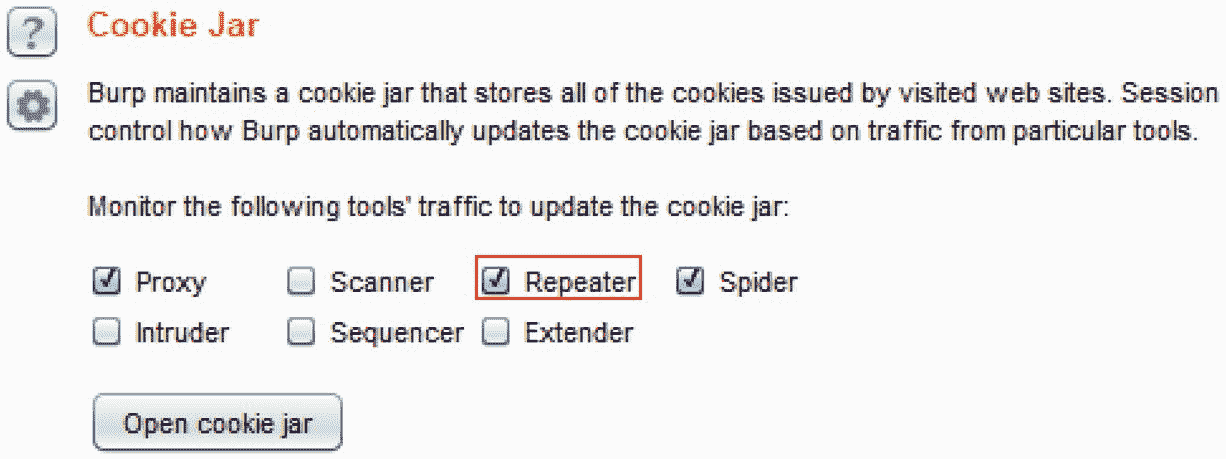 ?
Cookie Jar
Burp maintains a cookie jar that stores all of the cookies issued by visited web sites. Session
control how Burp automatically updates the cookie jar based on traffic from particular tools.
Monitor the following tools' traffic to update the cookie jar:
Proxy Scanner Repeater Spider
Intruder Sequencer Extender
Open cookie jar